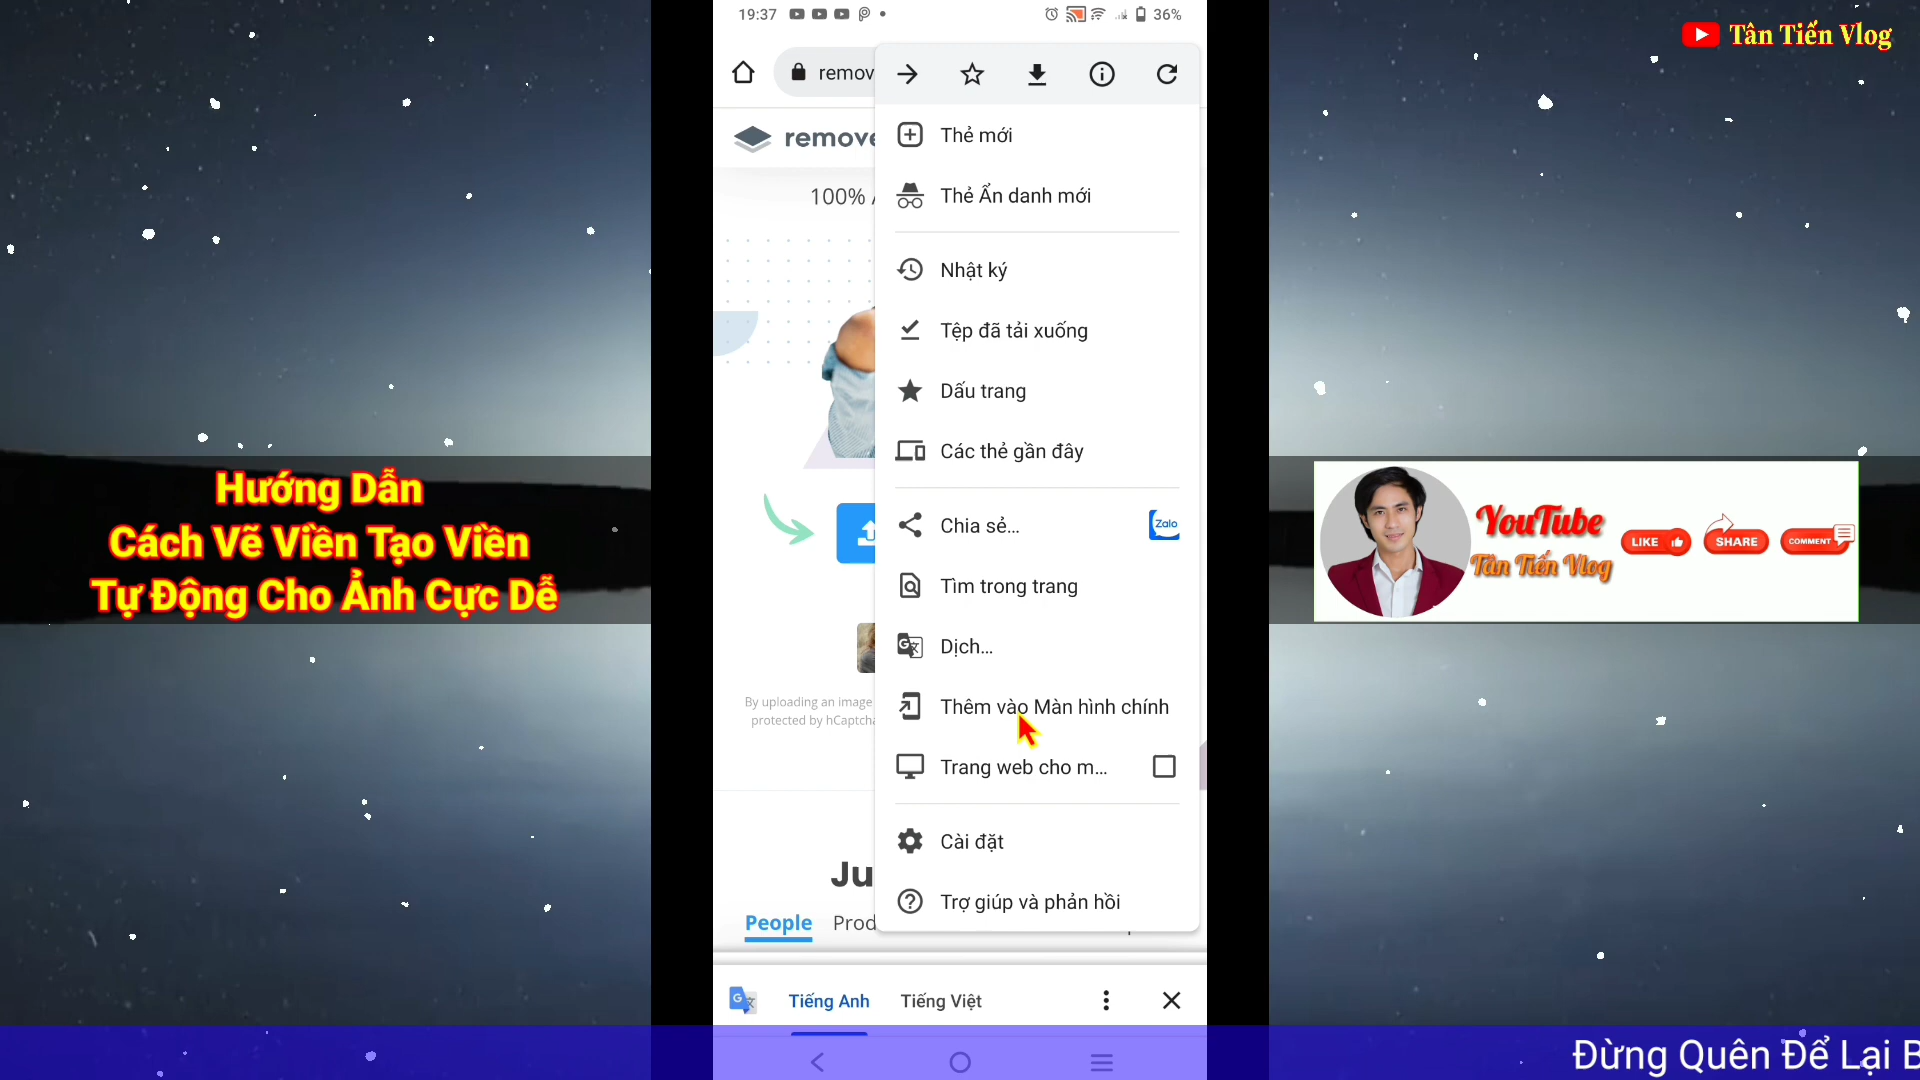 19:37
36%
Tân Tiến Vlog
remov
Thẻ mới
Thẻ Ẩn danh mới
Nhật ký
Tệp đã tải xuống
Dấu trang
Các thẻ gần đây
Chia sẻ...
Zalo
Tìm trong trang
Dịch...
Thêm vào Màn hình chính
Trang web cho m...
Cài đặt
Trợ giúp và phản hồi
remove
100%
By uploading an image
protected by hCaptcha
Ju
People Prod
Tiếng Anh Tiếng Việt
Hướng Dẫn
Cách Vẽ Viền Tạo Viền
Tự Động Cho Ảnh Cực Dễ
YouTube
Tân Tiến Vlog
LIKE
SHARE
COMMENT
Đừng Quên Để Lại B